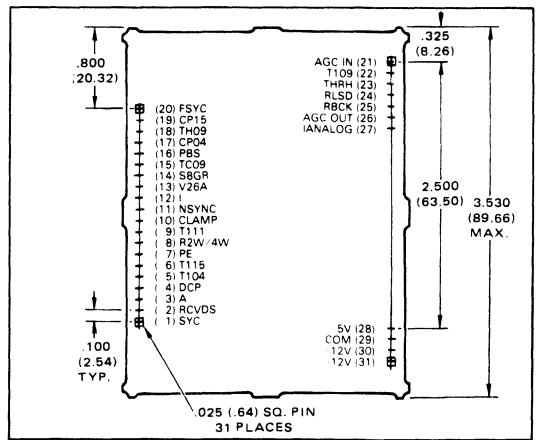 .800
(20.32)
.325
(8.26)
AGC IN (21)
T109 (22)
THRH (23)
RLSD (24)
RBCK (25)
AGC OUT (26)
IANALOG (27)
(20) FSYC
(19) CP15
(18) TH09
(17) CP04
(16) PBS
(15) TC09
(14) S8GR
(13) V26A
(12) I
(11) NSYNC
(10) CLAMP
( 9) T111
( 8) R2W/4W
( 7) PE
( 6) T115
( 5) T104
( 4) DCP
( 3) A
( 2) RCVDS
( 1) SYC
2.500
(63.50)
3.530
(89.66)
MAX.
5V (28)
COM (29)
12V (30)
12V (31)
.100
(2.54)
TYP.
.025 (.64) SQ. PIN
31 PLACES